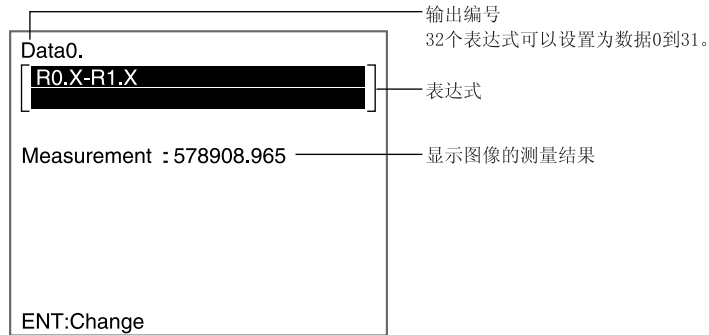 输出编号
32个表达式可以设置为数据0到31。
Data0.
R0.X-R1.X
表达式
Measurement : 578908.965
显示图像的测量结果
ENT:Change